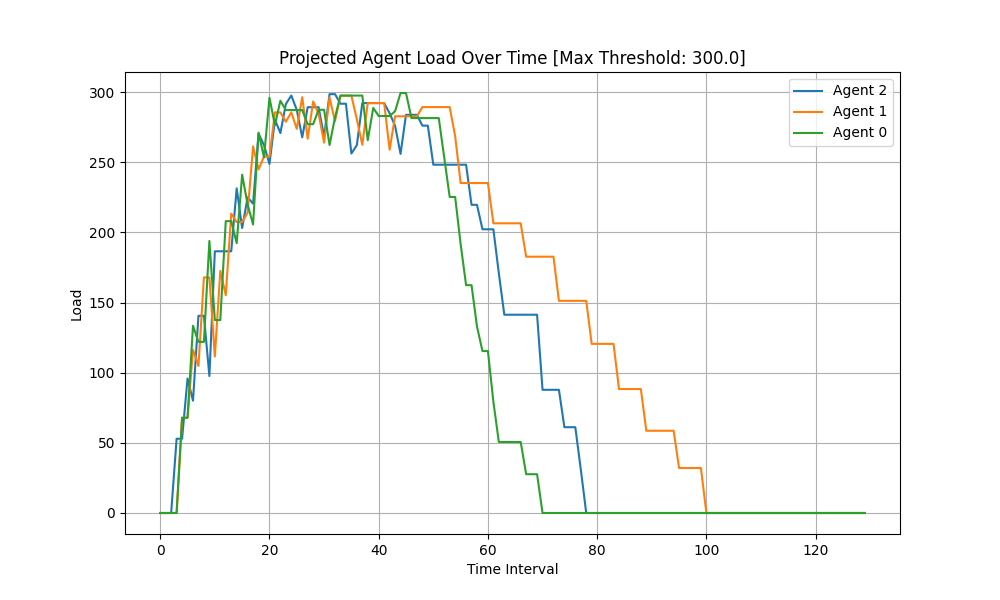 Projected Agent Load Over Time [Max Threshold: 300.0]
Agent 2
Agent 1
Agent 0
300
250
200
150
100
50
0
Load
0 20 40 60 80 100 120
Time Interval